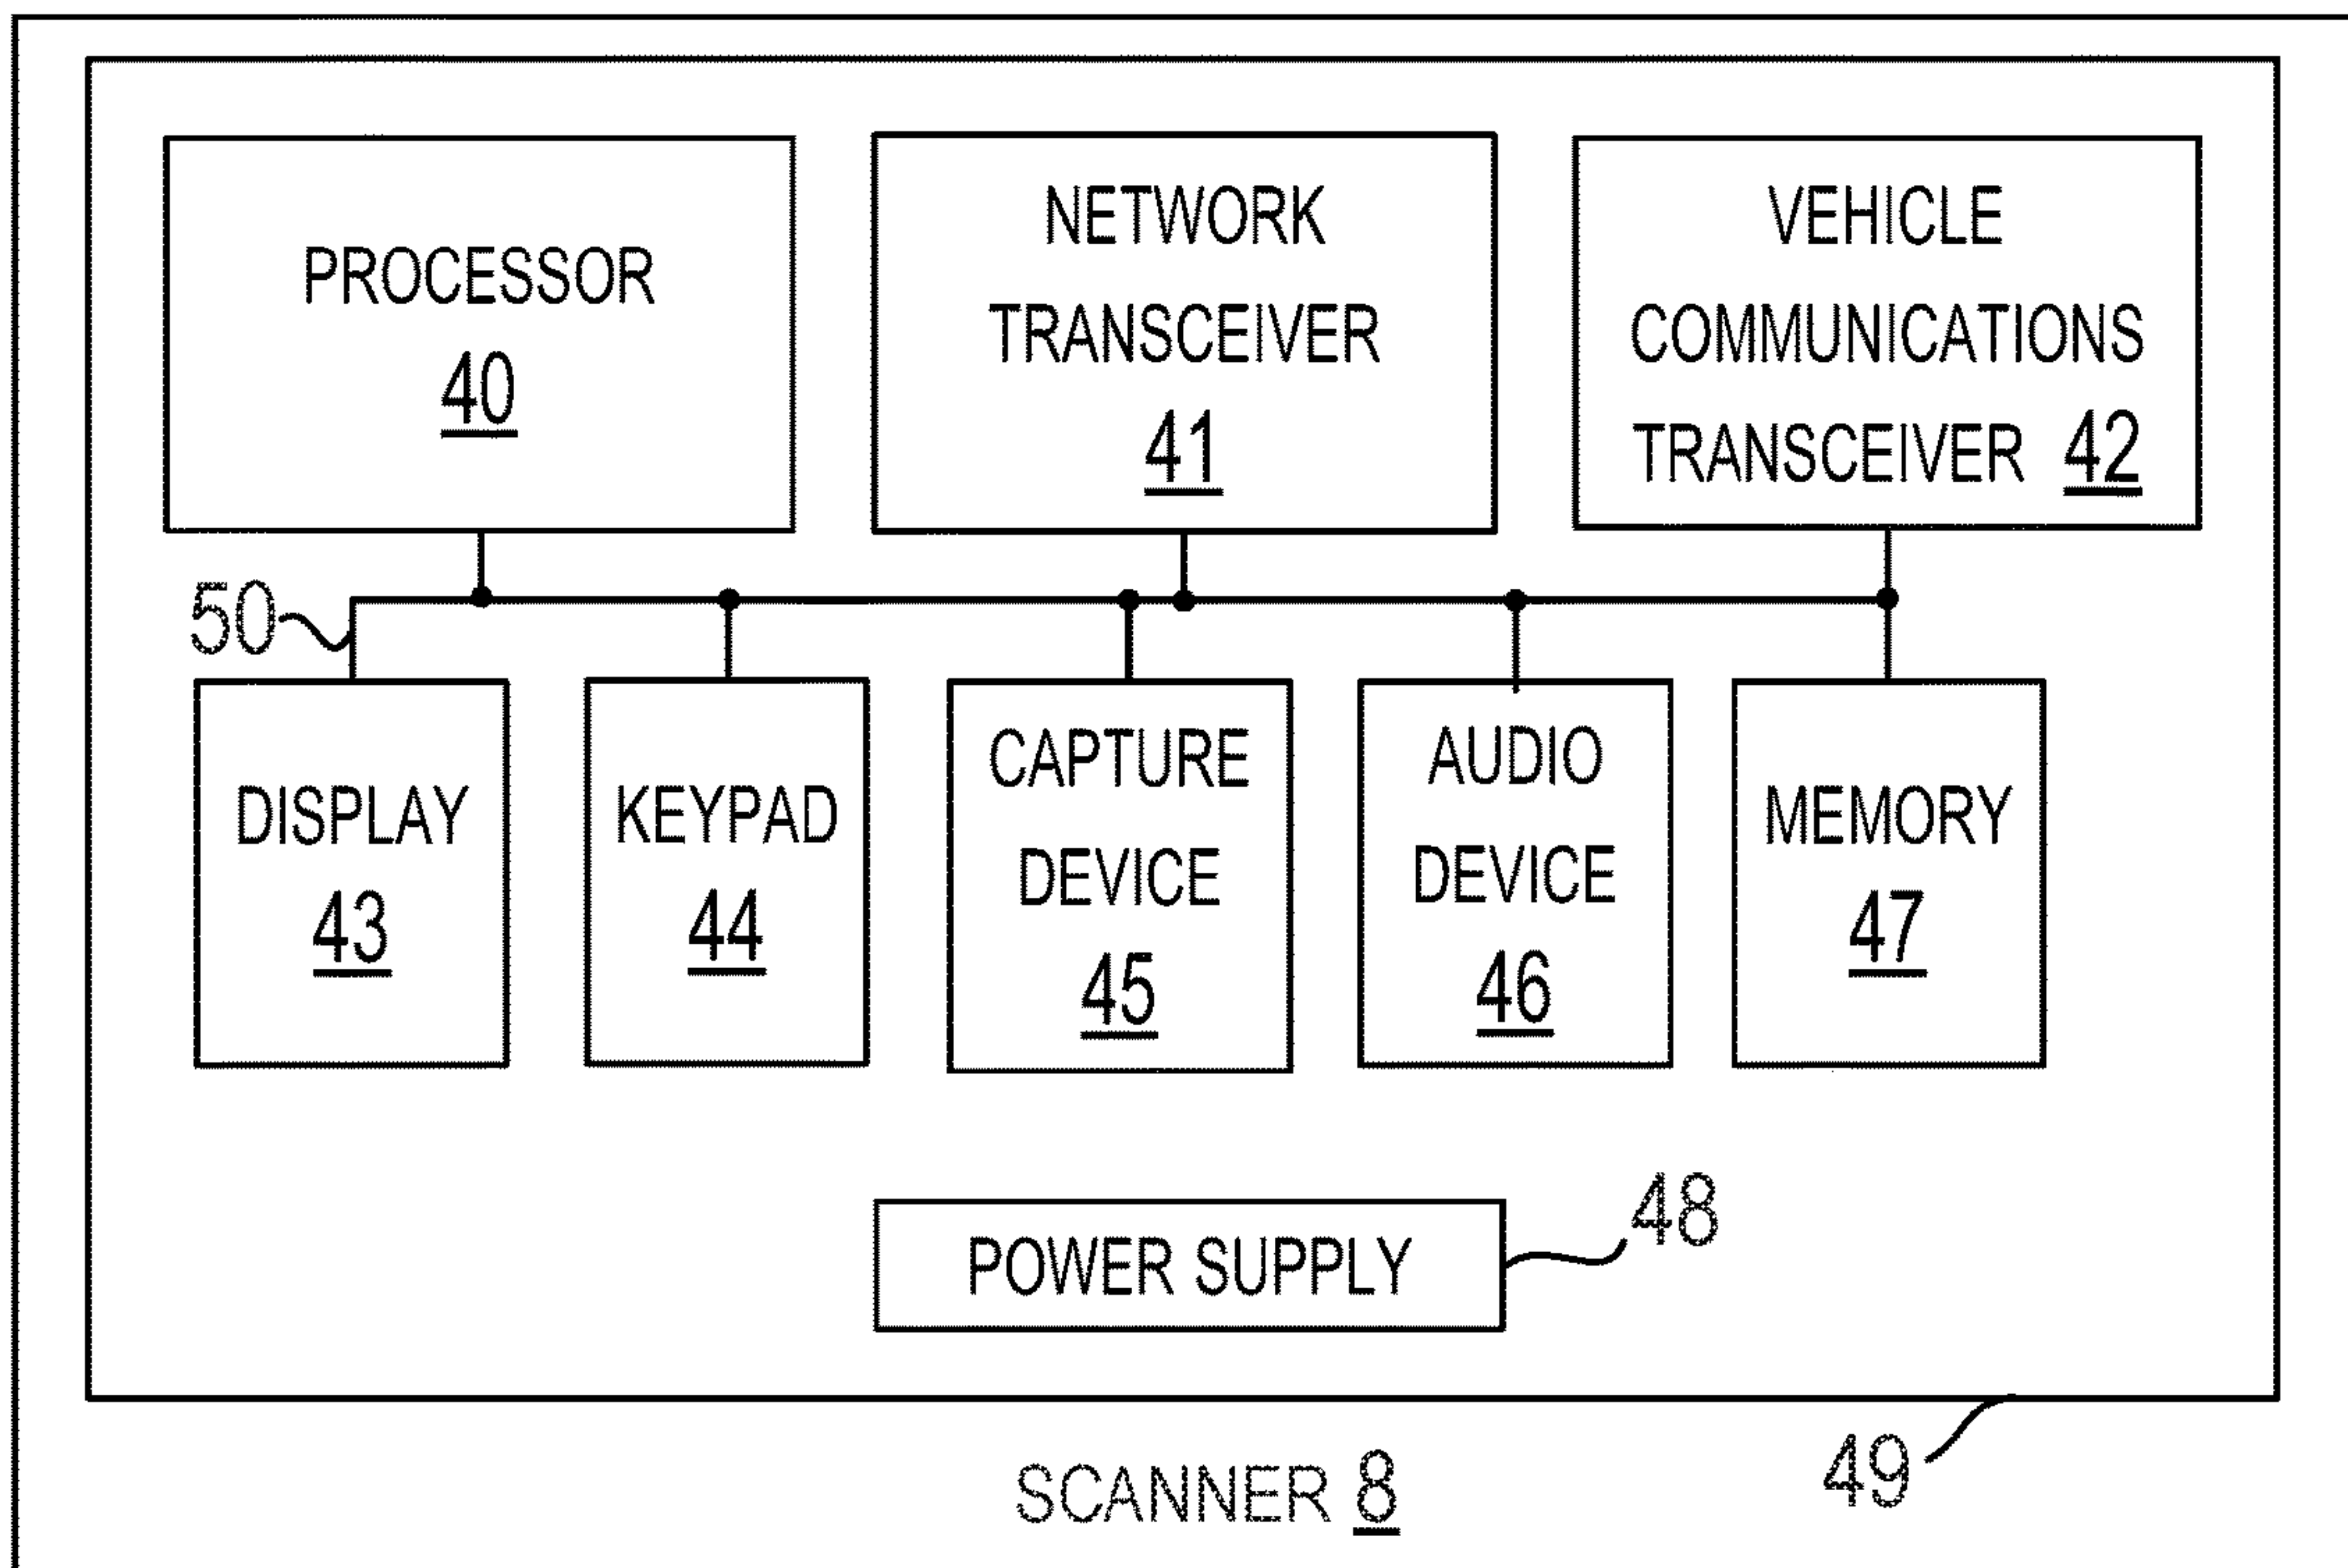 PROCESSOR
40
NETWORK
TRANSCEIVER
41
VEHICLE
COMMUNICATIONS
TRANSCEIVER 42
50
DISPLAY
43
KEYPAD
44
CAPTURE
DEVICE
45
AUDIO
DEVICE
46
MEMORY
47
POWER SUPPLY
48
49
SCANNER 8